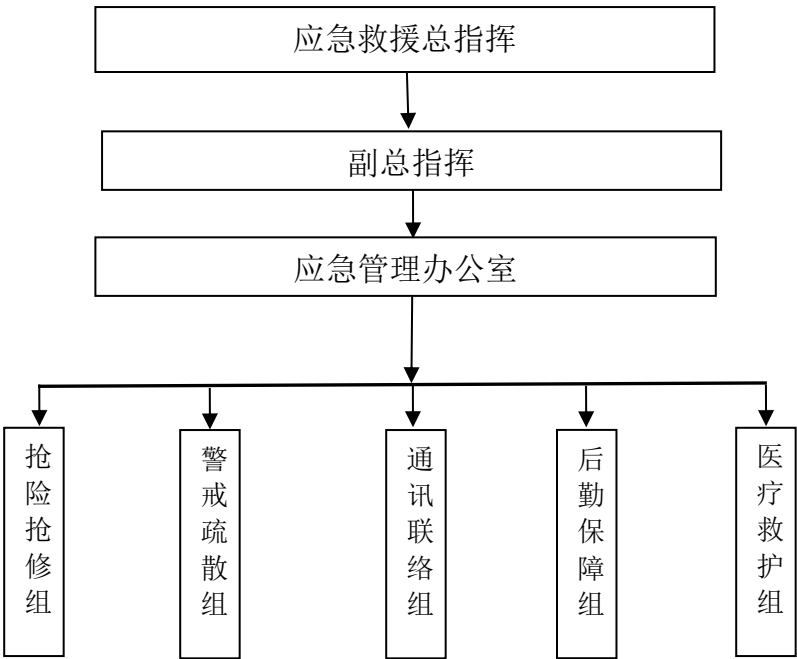 应急救援总指挥
副总指挥
应急管理办公室
抢险抢修组
警戒疏散组
通讯联络组
后勤保障组
医疗救护组